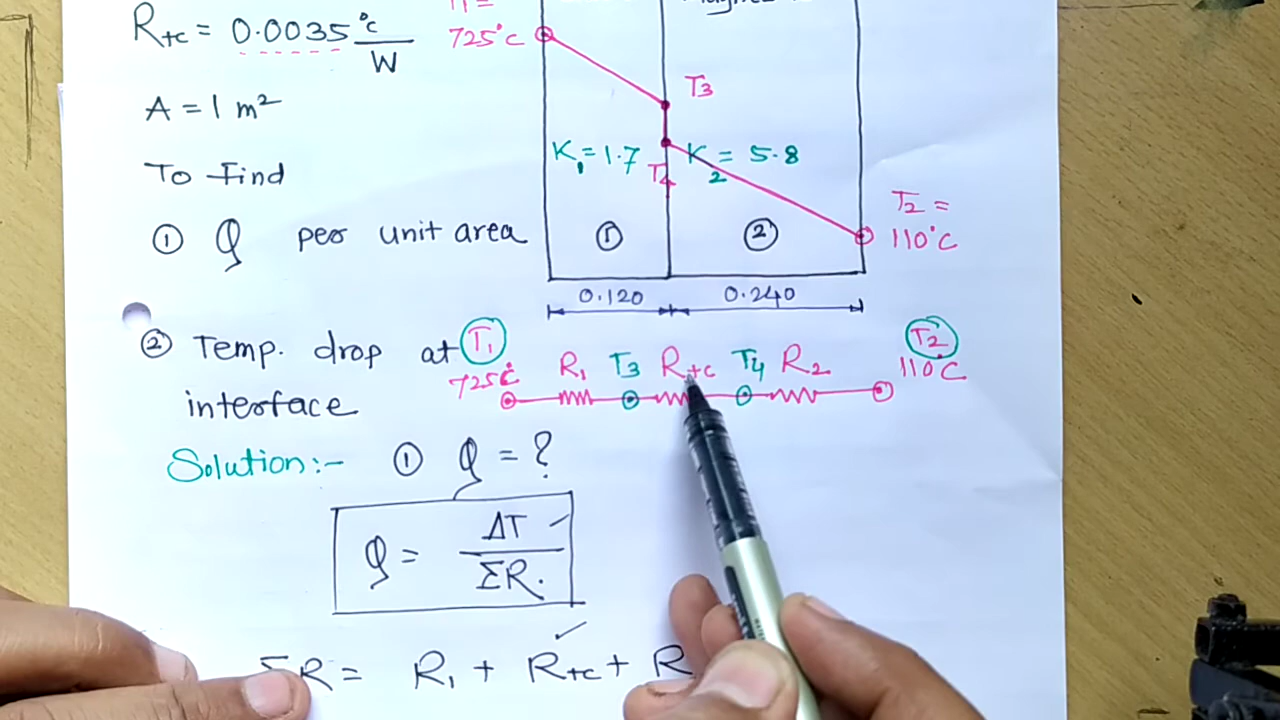 Rtc = 0.0035 °c/W
725°c
T3
A = 1 m²
K1 = 1.7
T4
K2 = 5.8
To Find
T2 =
110°C
① Q per unit area
①
②
0.120
0.240
② Temp. drop at
interface
T1
725°C
R1
T3
Rtc
T4
R2
T2
110°C
Solution:-
① Q = ?
Q = ΔT/ΣR.
ΣR = R1 + Rtc + R